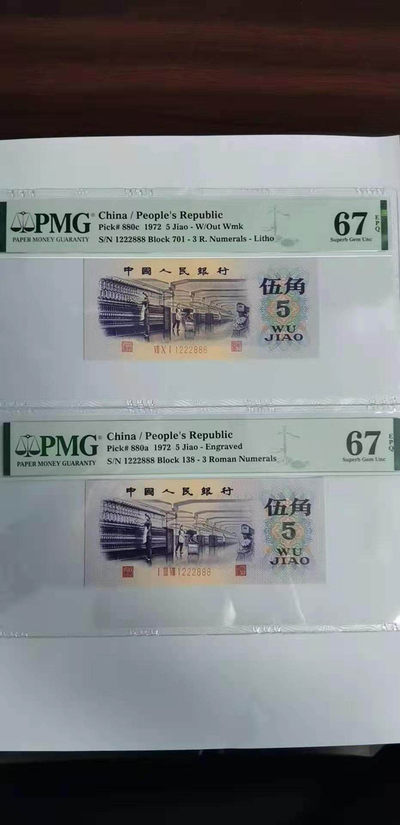 PMG
PAPER MONEY GUARANTY
China / People's Republic
Pick# 880c 1972 5 Jiao - W/Out Wmk
S/N 1222888 Block 701 - 3 R. Numerals - Litho
67 EPQ
Superb Gem Unc
中國人民銀行
伍角
5
WU
JIAO
1222888
PMG
PAPER MONEY GUARANTY
China / People's Republic
Pick# 880a 1972 5 Jiao - Engraved
S/N 1222888 Block 138 - 3 Roman Numerals
67 EPQ
Superb Gem Unc
中國人民銀行
伍角
5
WU
JIAO
I III VIII 1222888